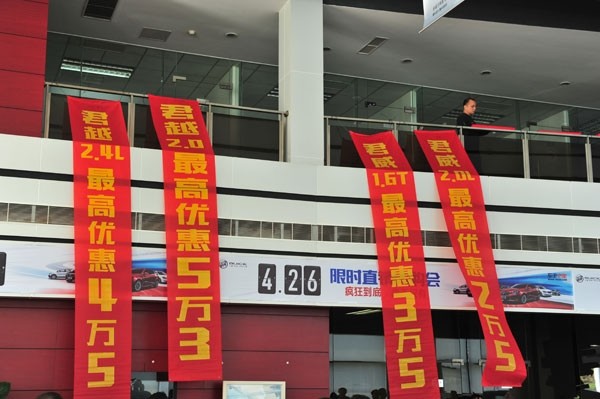 君越
2.4L
最高优惠4万5
君越
2.0
最高优惠5万3
君威
1.6T
最高优惠3万5
君威
2.0L
最高优惠2万5
4.26 限时直
会
疯狂到底